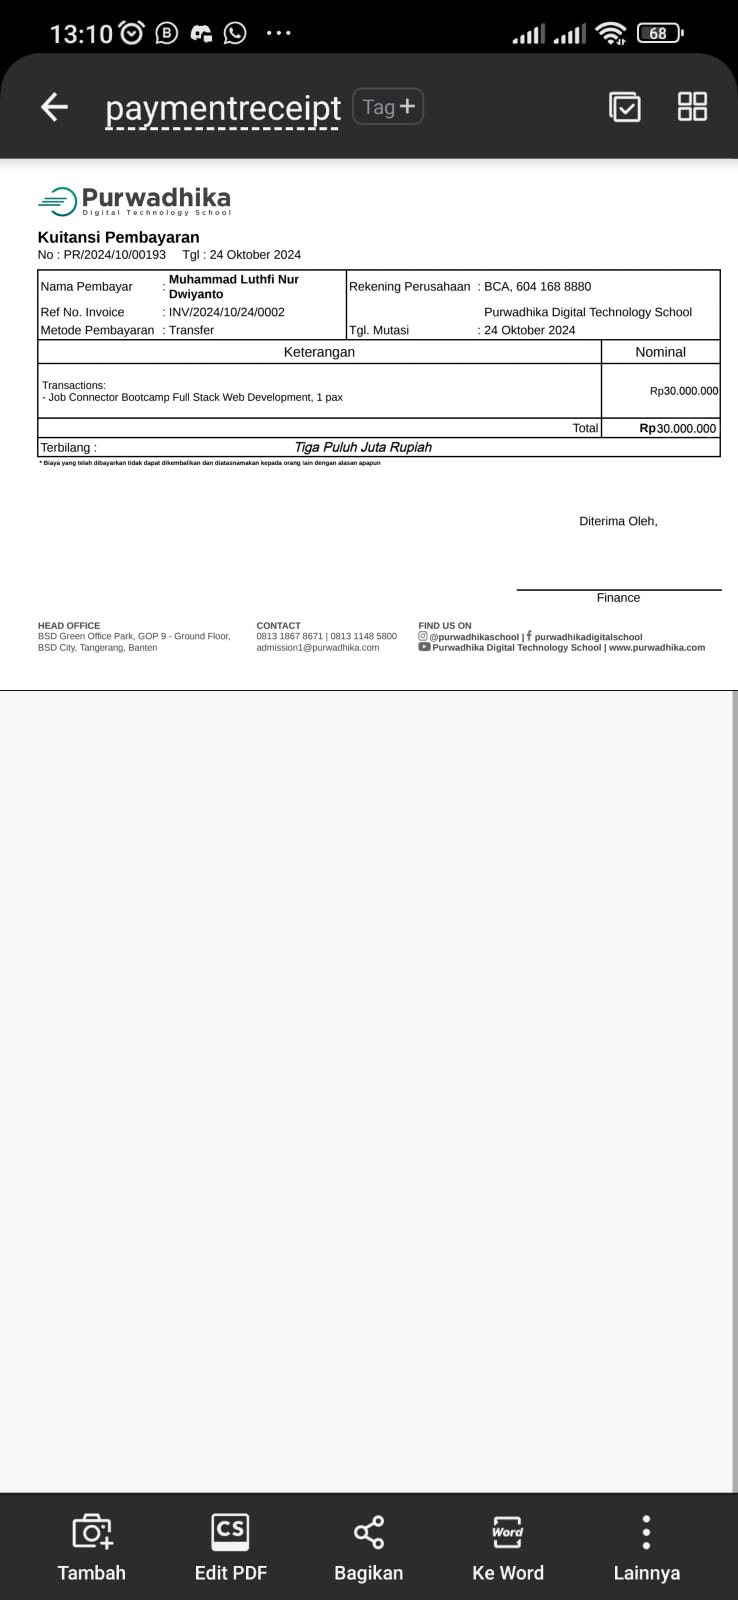 13:10 68
paymentreceipt Tag +
Purwadhika
Digital Technology School
Kuitansi Pembayaran
No : PR/2024/10/00193 Tgl : 24 Oktober 2024
Nama Pembayar : Muhammad Luthfi Nur Dwiyanto Rekening Perusahaan : BCA, 604 168 8880
Ref No. Invoice : INV/2024/10/24/0002 Purwadhika Digital Technology School
Metode Pembayaran : Transfer Tgl. Mutasi : 24 Oktober 2024
Keterangan Nominal
Transactions:
- Job Connector Bootcamp Full Stack Web Development, 1 pax Rp30.000.000
Total Rp30.000.000
Terbilang : Tiga Puluh Juta Rupiah
* Biaya yang telah dibayarkan tidak dapat dikembalikan dan diatasnamakan kepada orang lain dengan alasan apapun
Diterima Oleh,
Finance
HEAD OFFICE CONTACT FIND US ON
BSD Green Office Park, GOP 9 - Ground Floor, 0813 1867 8671 | 0813 1148 5800 @purwadhikaschool | purwadhikadigitalschool
BSD City, Tangerang, Banten admission1@purwadhika.com Purwadhika Digital Technology School | www.purwadhika.com
CS Word
Tambah Edit PDF Bagikan Ke Word Lainnya